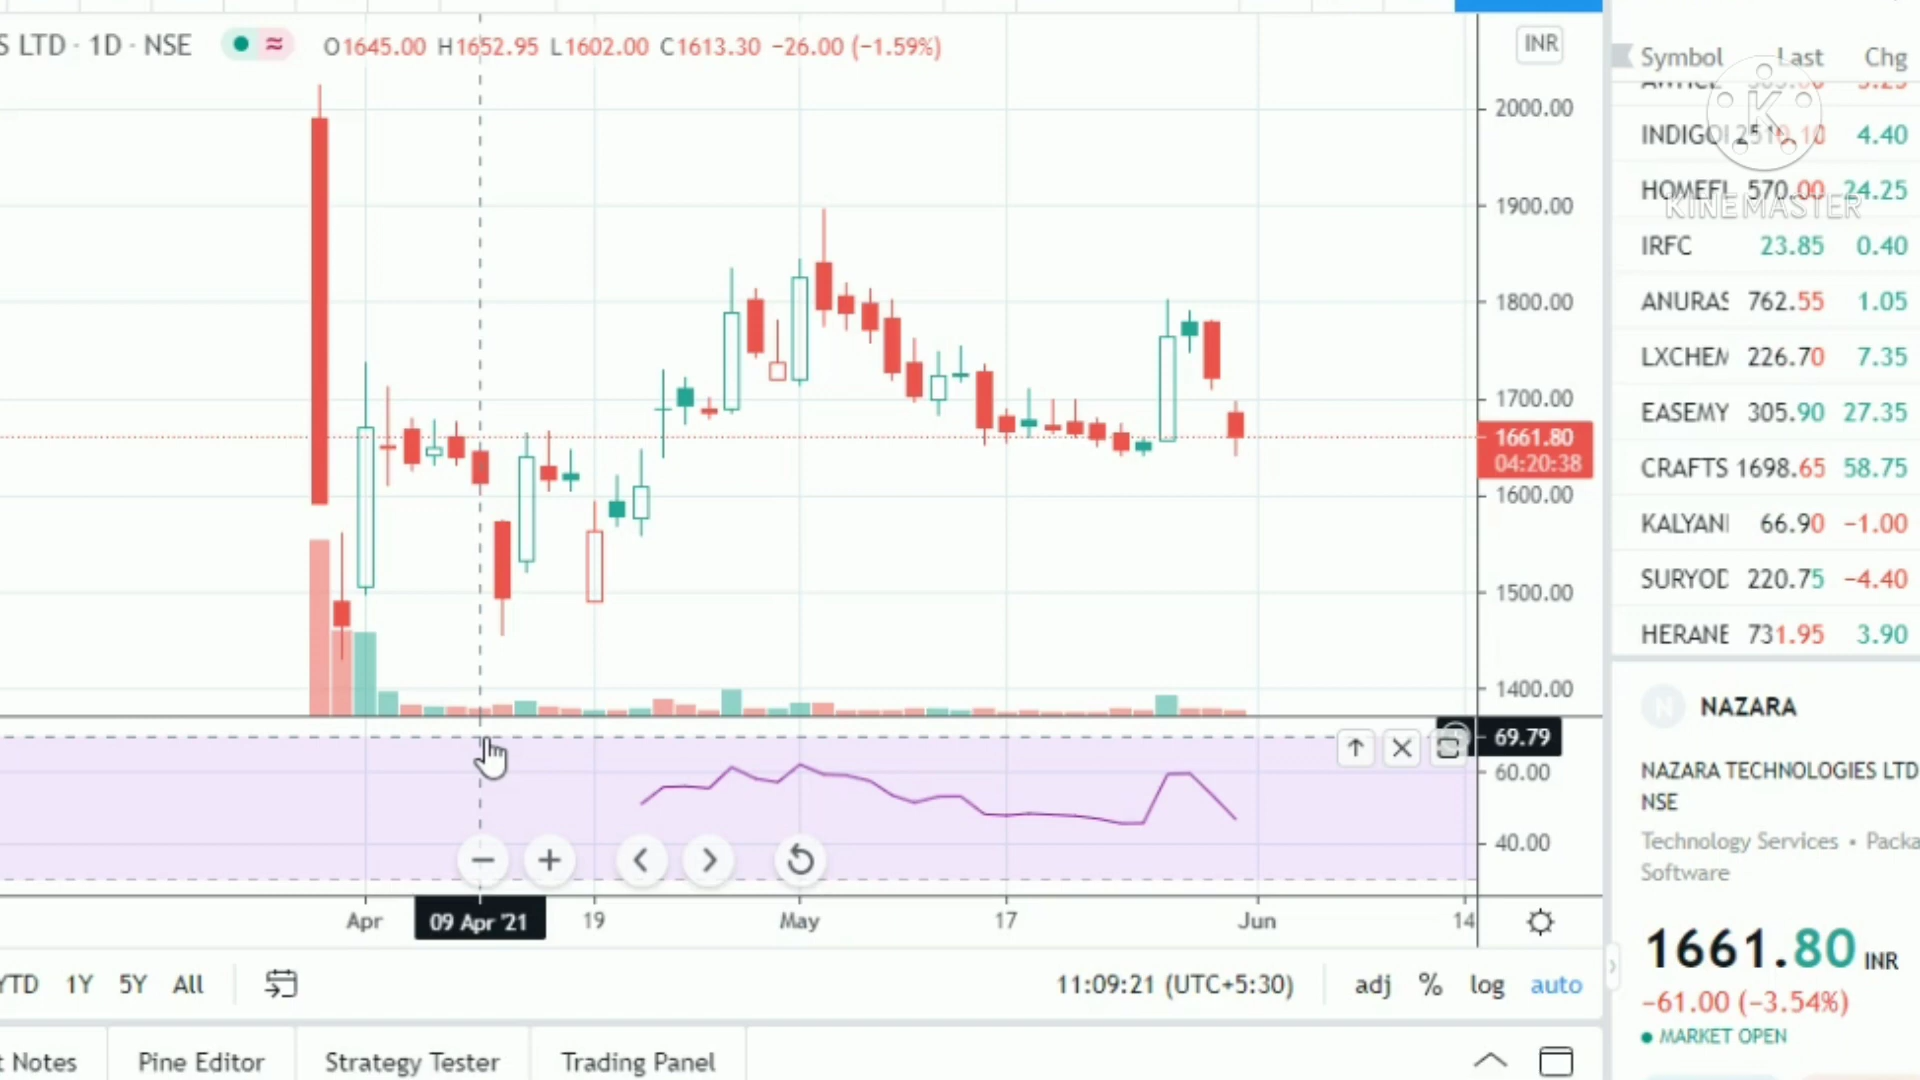 S LTD · 1D · NSE
O1645.00 H1652.95 L1602.00 C1613.30 −26.00 (−1.59%)
INR
2000.00
1900.00
1800.00
1700.00
1661.80
04:20:38
1600.00
1500.00
1400.00
69.79
60.00
40.00
Apr
09 Apr '21
19
May
17
Jun
14
YTD 1Y 5Y All
11:09:21 (UTC+5:30)
adj % log auto
t Notes
Pine Editor
Strategy Tester
Trading Panel
Symbol Last Chg
INDIGO 2510.10 4.40
HOMEFI 570.00 24.25
KINEMASTER
IRFC 23.85 0.40
ANURAS 762.55 1.05
LXCHEM 226.70 7.35
EASEMY 305.90 27.35
CRAFTS 1698.65 58.75
KALYANI 66.90 −1.00
SURYOD 220.75 −4.40
HERANE 731.95 3.90
N NAZARA
NAZARA TECHNOLOGIES LTD
NSE
Technology Services • Packa
Software
1661.80 INR
−61.00 (−3.54%)
MARKET OPEN